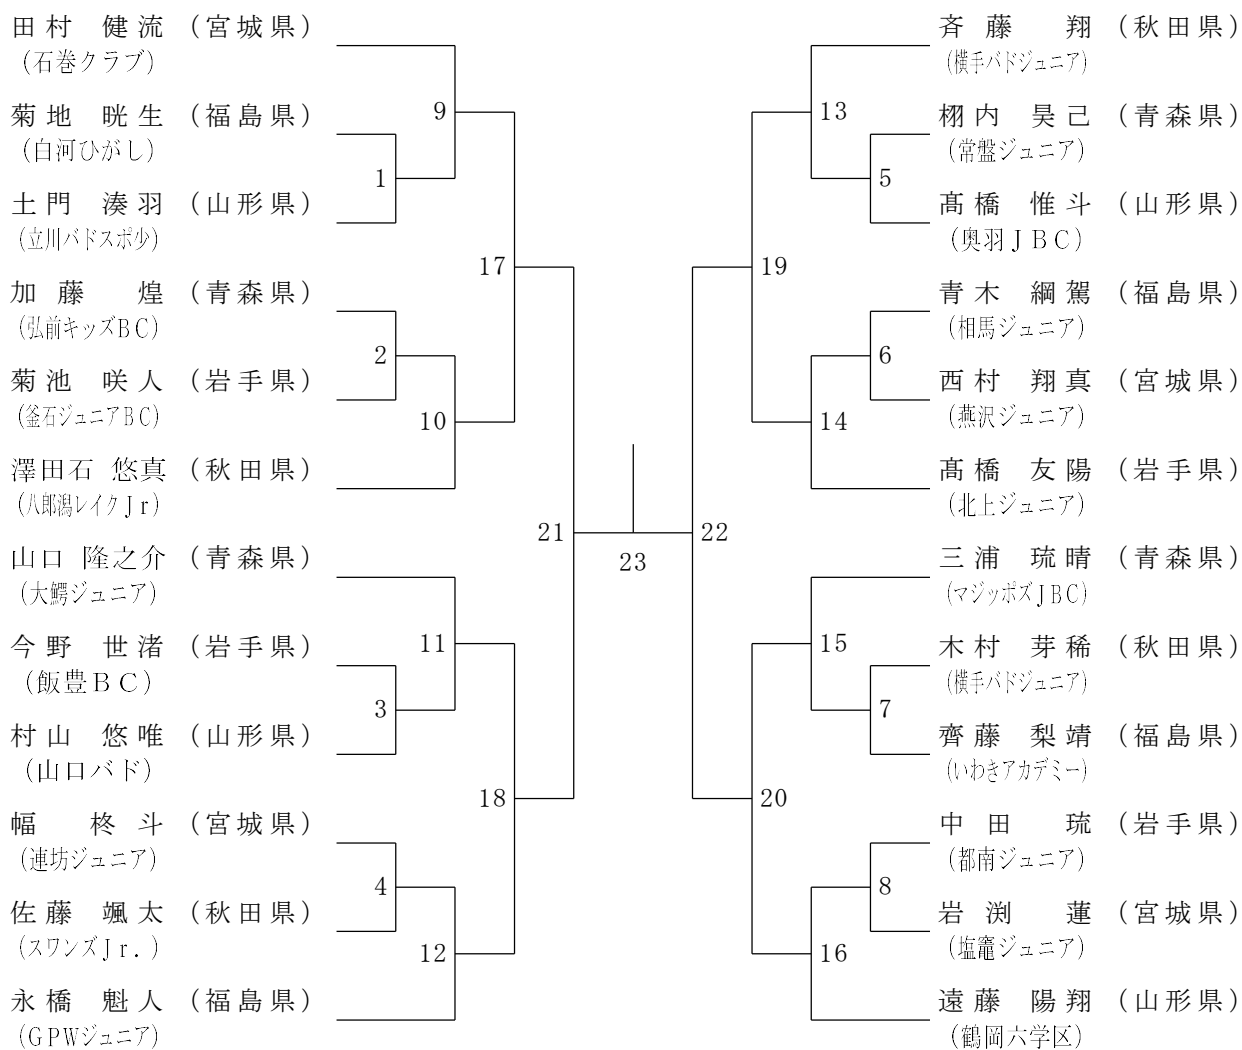 田村 健流 (宮城県)
(石巻クラブ)
菊地 晄生 (福島県)
(白河ひがし)
土門 湊羽 (山形県)
(立川バドスポ少)
加藤 煌 (青森県)
(弘前キッズBC)
菊池 咲人 (岩手県)
(釜石ジュニアBC)
澤田石 悠真 (秋田県)
(八郎潟レイクJr)
山口 隆之介 (青森県)
(大鰐ジュニア)
今野 世渚 (岩手県)
(飯豊BC)
村山 悠唯 (山形県)
(山口バド)
幅 柊斗 (宮城県)
(連坊ジュニア)
佐藤 颯太 (秋田県)
(スワンズJr.)
永橋 魁人 (福島県)
(GPWジュニア)
9
1
17
2
10
21
11
3
18
4
12
23
22
13
5
19
6
14
15
7
20
8
16
斉藤 翔 (秋田県)
(横手バドジュニア)
栩内 昊己 (青森県)
(常盤ジュニア)
髙橋 惟斗 (山形県)
(奥羽JBC)
青木 綱駕 (福島県)
(相馬ジュニア)
西村 翔真 (宮城県)
(燕沢ジュニア)
髙橋 友陽 (岩手県)
(北上ジュニア)
三浦 琉晴 (青森県)
(マジッポズJBC)
木村 芽稀 (秋田県)
(横手バドジュニア)
齊藤 梨靖 (福島県)
(いわきアカデミー)
中田 琉 (岩手県)
(都南ジュニア)
岩渕 蓮 (宮城県)
(塩竈ジュニア)
遠藤 陽翔 (山形県)
(鶴岡六学区)